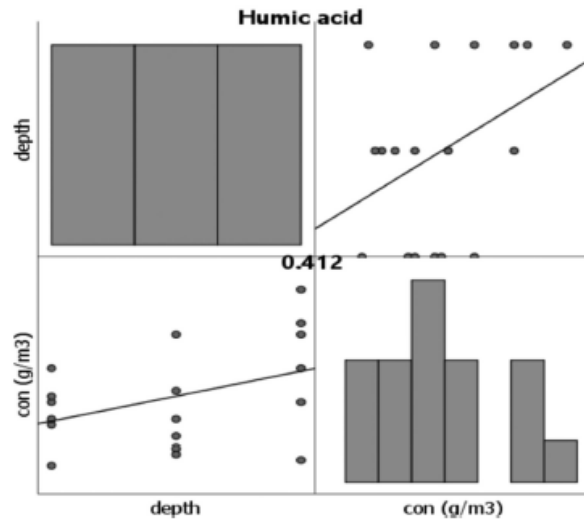 Humic acid
depth
0.412
con (g/m3)
depth
con (g/m3)